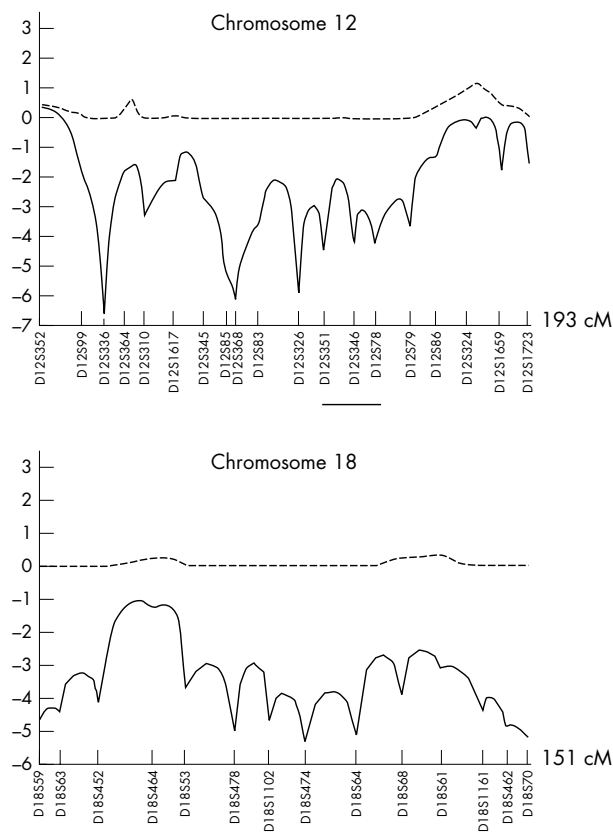 Chromosome 12
3
2
1
0
–1
–2
–3
–4
–5
–6
–7
193 cM
D12S352
D12S99
D12S336
D12S364
D12S310
D12S1617
D12S345
D12S85
D12S368
D12S83
D12S326
D12S351
D12S346
D12S78
D12S79
D12S86
D12S324
D12S1659
D12S1723
Chromosome 18
3
2
1
0
–1
–2
–3
–4
–5
–6
151 cM
D18S59
D18S63
D18S452
D18S464
D18S53
D18S478
D18S1102
D18S474
D18S64
D18S68
D18S61
D18S1161
D18S462
D18S70